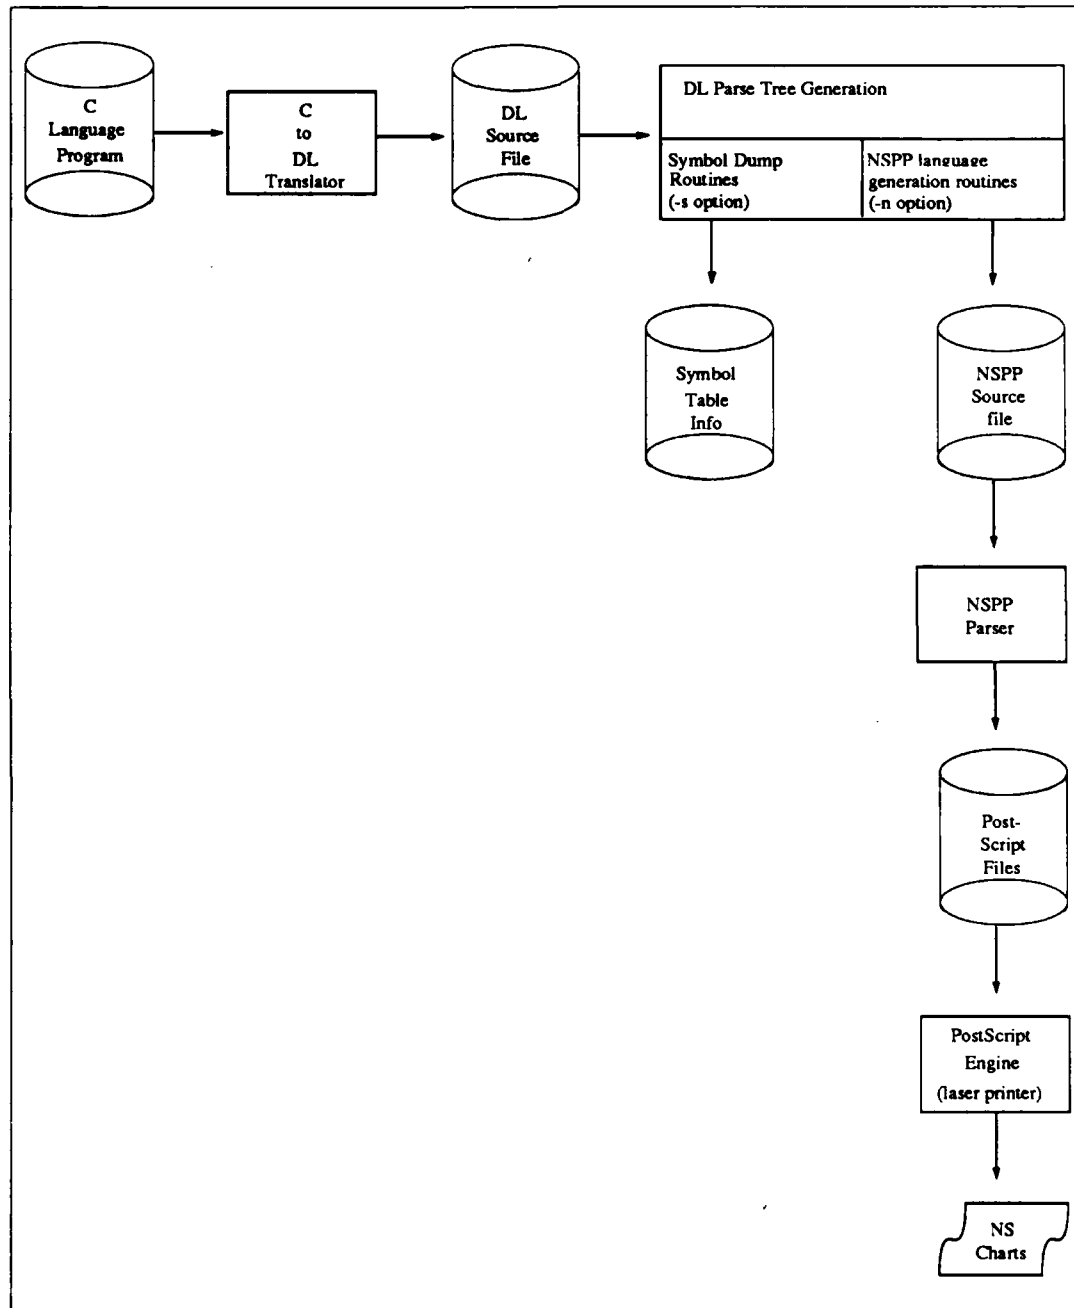 C
Language
Program
C
to
DL
Translator
DL
Source
File
DL Parse Tree Generation
Symbol Dump
Routines
(-s option)
NSPP language
generation routines
(-n option)
Symbol
Table
Info
NSPP
Source
file
NSPP
Parser
Post-
Script
Files
PostScript
Engine
(laser printer)
NS
Charts